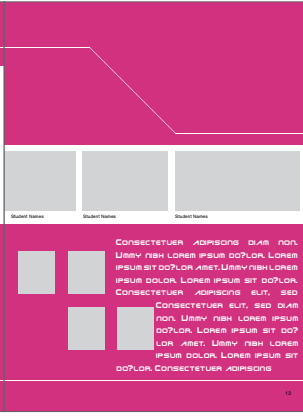 Student Names
Student Names
Student Names
Consectetuer adipiscing diam non.
Ummy nibh lorem ipsum do?lor. Lorem
ipsum sit do?lor amet. Ummy nibh lorem
ipsum dolor. Lorem ipsum sit do?lor.
Consectetuer adipiscing elit, sed
Consectetuer elit, sed diam
non. Ummy nibh lorem ipsum
do?lor. Lorem ipsum sit do?
lor amet. Ummy nibh lorem
ipsum dolor. Lorem ipsum sit
do?lor. Consectetuer adipiscing
13